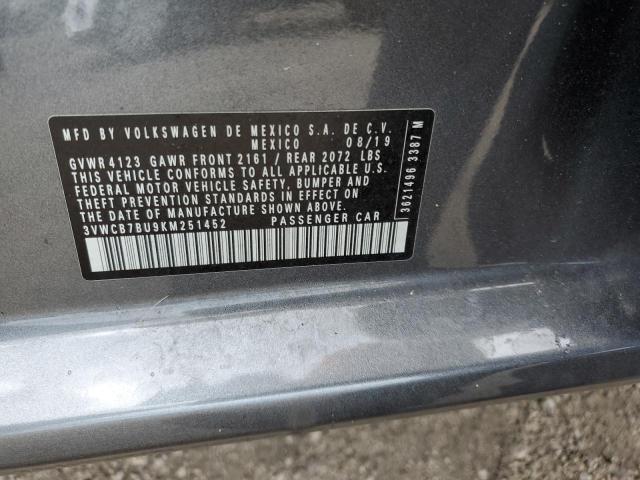 MFD BY VOLKSWAGEN DE MEXICO S.A. DE C.V.
MEXICO 08/19
GVWR 4123 GAWR FRONT 2161 / REAR 2072 LBS
THIS VEHICLE CONFORMS TO ALL APPLICABLE U.S.
FEDERAL MOTOR VEHICLE SAFETY, BUMPER AND
THEFT PREVENTION STANDARDS IN EFFECT ON
THE DATE OF MANUFACTURE SHOWN ABOVE.
3VWCB7BU9KM251452 PASSENGER CAR
3621496 3387 M